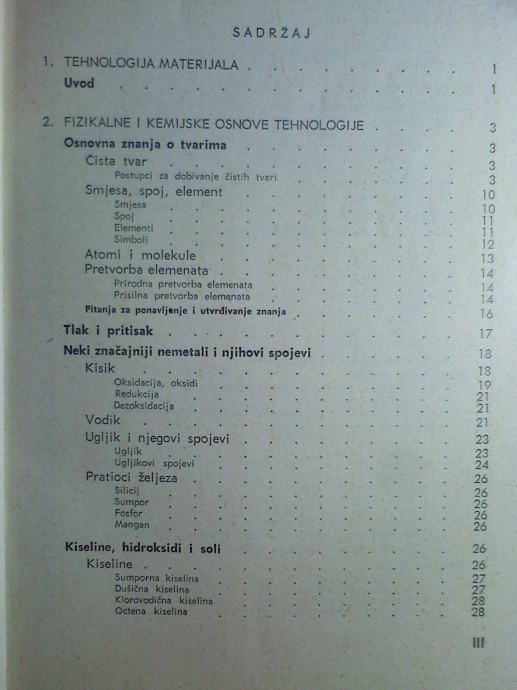 SADRŽAJ
1. TEHNOLOGIJA MATERIJALA . . . . . . . . . 1
Uvod . . . . . . . . . . . . . . . 1
2. FIZIKALNE I KEMIJSKE OSNOVE TEHNOLOGIJE . . . . 3
Osnovna znanja o tvarima . . . . . . . . . 3
Čista tvar . . . . . . . . . . . . . 3
Postupci za dobivanje čistih tvari . . . . . . . . 3
Smjesa, spoj, element . . . . . . . . . . 10
Smjesa . . . . . . . . . . . . . 10
Spoj . . . . . . . . . . . . . 11
Elementi . . . . . . . . . . . . . 11
Simboli . . . . . . . . . . . . . 12
Atomi i molekule . . . . . . . . . . . 13
Pretvorba elemenata . . . . . . . . . . . 14
Prirodna pretvorba elemenata . . . . . . . . . 14
Prisilna pretvorba elemenata . . . . . . . . . 14
Pitanja za ponavljanje i utvrđivanje znanja . . . . . . . 16
Tlak i pritisak . . . . . . . . . . . . . 17
Neki značajniji nemetali i njihovi spojevi . . . . . . 18
Kisik . . . . . . . . . . . . . . 18
Oksidacija, oksidi . . . . . . . . . . . 19
Redukcija . . . . . . . . . . . . . 21
Dezoksidacija . . . . . . . . . . . . 21
Vodik . . . . . . . . . . . . . . 21
Ugljik i njegovi spojevi . . . . . . . . . . 23
Ugljik . . . . . . . . . . . . . 23
Ugljikovi spojevi . . . . . . . . . . . 24
Pratioci željeza . . . . . . . . . . . . 26
Silicij . . . . . . . . . . . . . 26
Sumpor . . . . . . . . . . . . . 26
Fosfor . . . . . . . . . . . . . 26
Mangan . . . . . . . . . . . . . 26
Kiseline, hidroksidi i soli . . . . . . . . . . 26
Kiseline . . . . . . . . . . . . . 26
Sumporna kiselina . . . . . . . . . . . 27
Dušična kiselina . . . . . . . . . . . 27
Klorovodična kiselina . . . . . . . . . . . 28
Octena kiselina . . . . . . . . . . . 28
III